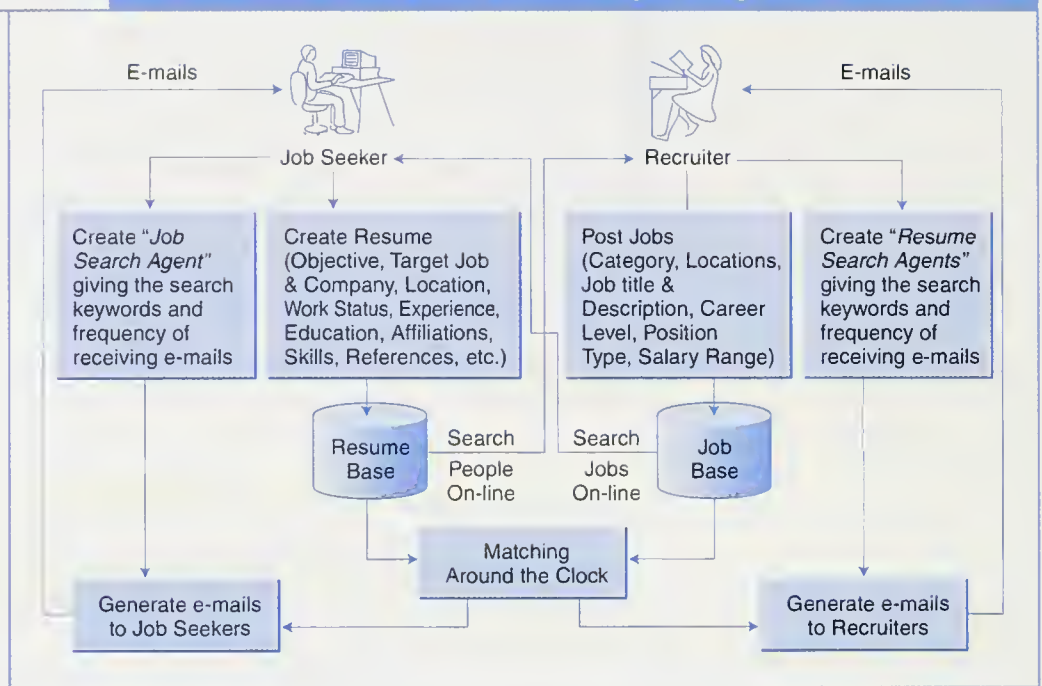 E-mails
E-mails
Job Seeker
Recruiter
Create "Job
Search Agent"
giving the search
keywords and
frequency of
receiving e-mails
Create Resume
(Objective, Target Job
& Company, Location,
Work Status, Experience,
Education, Affiliations,
Skills, References, etc.)
Post Jobs
(Category, Locations,
Job title &
Description, Career
Level, Position
Type, Salary Range)
Create "Resume
Search Agents"
giving the search
keywords and
frequency of
receiving e-mails
Resume
Base
Search
People
On-line
Search
Jobs
On-line
Job
Base
Matching
Around the Clock
Generate e-mails
to Job Seekers
Generate e-mails
to Recruiters